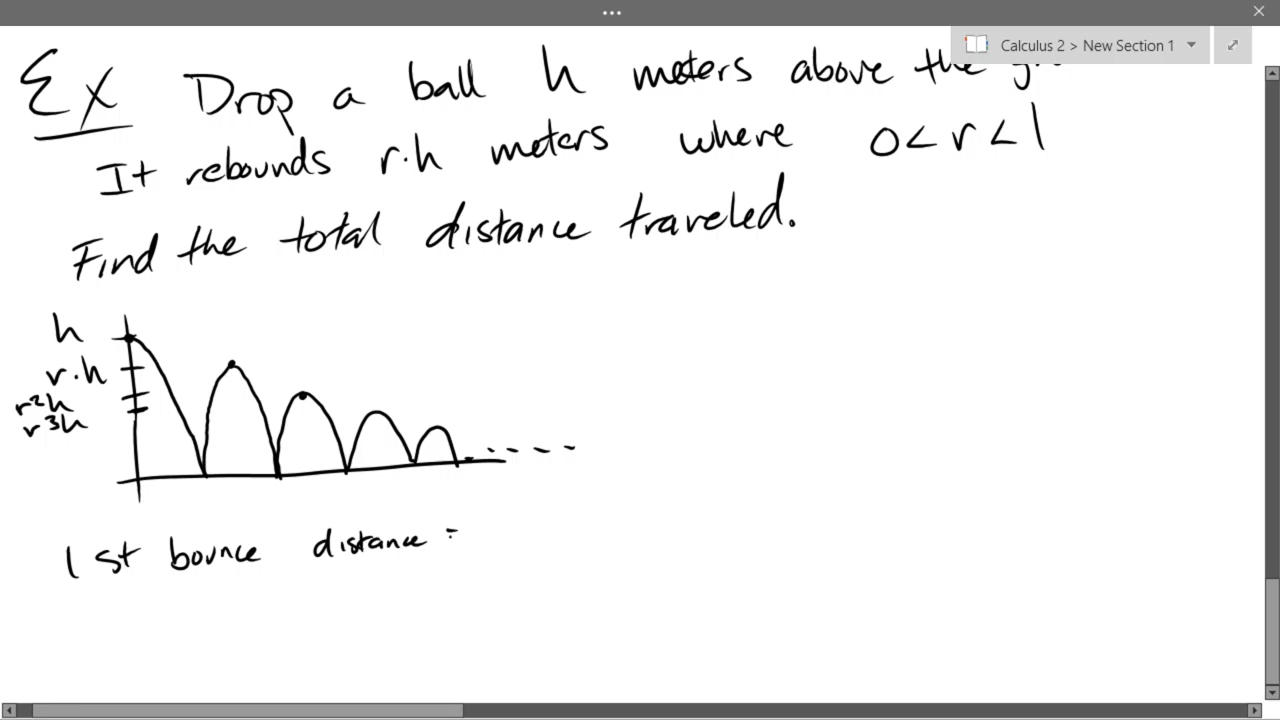 ...
Calculus 2 > New Section 1
Ex Drop a ball h meters above the
It rebounds r·h meters where 0<r<1
Find the total distance traveled.
h
r·h
r²h
r³h
1st bounce distance =